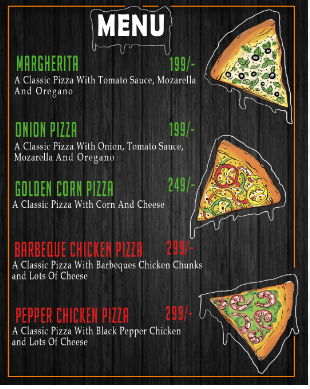 MENU
MARGHERITA 199/-
A Classic Pizza With Tomato Sauce, Mozarella
And Oregano
ONION PIZZA 199/-
A Classic Pizza With Onion, Tomato Sauce,
Mozarella And Oregano
GOLDEN CORN PIZZA 249/-
A Classic Pizza With Corn And Cheese
BARBEQUE CHICKEN PIZZA 299/-
A Classic Pizza With Barbeques Chicken Chunks
and Lots Of Cheese
PEPPER CHICKEN PIZZA 299/-
A Classic Pizza With Black Pepper Chicken
and Lots Of Cheese